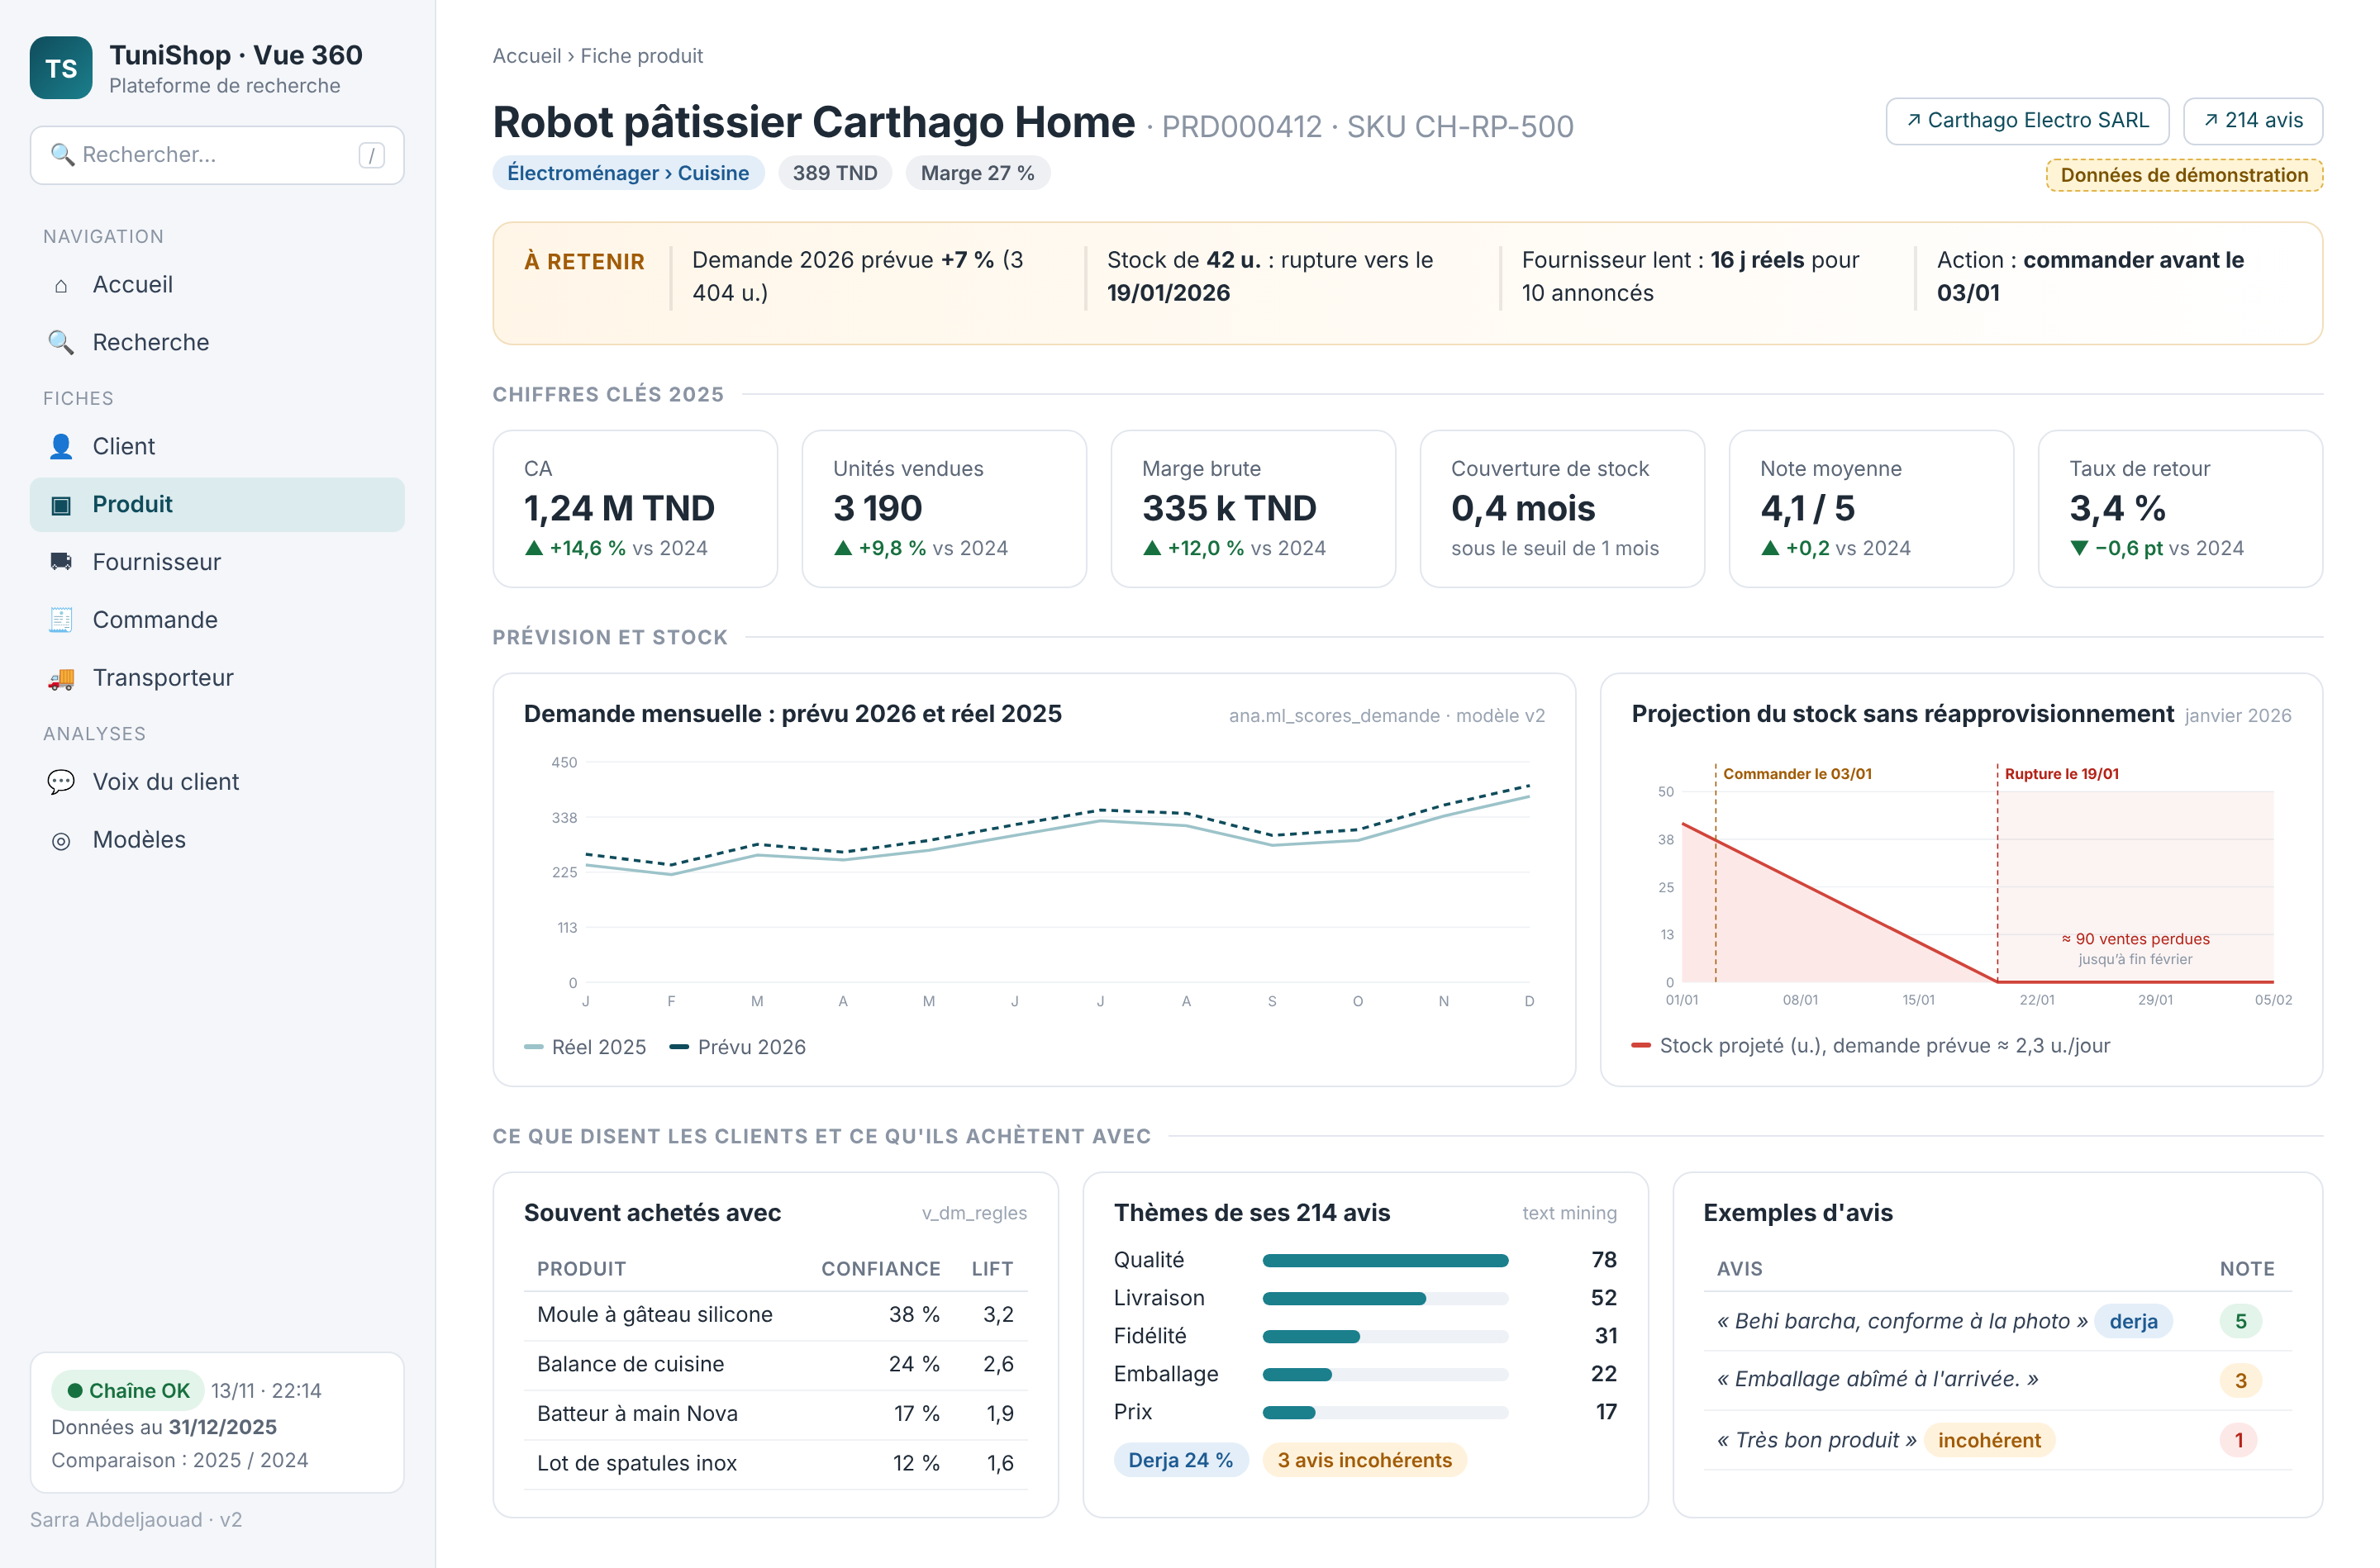 TS
TuniShop · Vue 360
Plateforme de recherche
🔍 Rechercher... /
NAVIGATION
Accueil
Recherche
FICHES
Client
Produit
Fournisseur
Commande
Transporteur
ANALYSES
Voix du client
Modèles
Chaîne OK 13/11 · 22:14
Données au 31/12/2025
Comparaison : 2025 / 2024
Sarra Abdeljaouad · v2
Accueil › Fiche produit
Robot pâtissier Carthago Home · PRD000412 · SKU CH-RP-500
↗ Carthago Electro SARL
↗ 214 avis
Électroménager › Cuisine
389 TND
Marge 27 %
Données de démonstration
À RETENIR
Demande 2026 prévue +7 % (3
404 u.)
Stock de 42 u. : rupture vers le
19/01/2026
Fournisseur lent : 16 j réels pour
10 annoncés
Action : commander avant le
03/01
CHIFFRES CLÉS 2025
CA
1,24 M TND
▲ +14,6 % vs 2024
Unités vendues
3 190
▲ +9,8 % vs 2024
Marge brute
335 k TND
▲ +12,0 % vs 2024
Couverture de stock
0,4 mois
sous le seuil de 1 mois
Note moyenne
4,1 / 5
▲ +0,2 vs 2024
Taux de retour
3,4 %
▼ −0,6 pt vs 2024
PRÉVISION ET STOCK
Demande mensuelle : prévu 2026 et réel 2025
ana.ml_scores_demande · modèle v2
450
338
225
113
0
J F M A M J J A S O N D
Réel 2025
Prévu 2026
Projection du stock sans réapprovisionnement
janvier 2026
Commander le 03/01
Rupture le 19/01
50
38
25
13
0
≈ 90 ventes perdues
jusqu'à fin février
01/01 08/01 15/01 22/01 29/01 05/02
Stock projeté (u.), demande prévue ≈ 2,3 u./jour
CE QUE DISENT LES CLIENTS ET CE QU'ILS ACHÈTENT AVEC
Souvent achetés avec
v_dm_regles
PRODUIT CONFIANCE LIFT
Moule à gâteau silicone 38 % 3,2
Balance de cuisine 24 % 2,6
Batteur à main Nova 17 % 1,9
Lot de spatules inox 12 % 1,6
Thèmes de ses 214 avis
text mining
Qualité 78
Livraison 52
Fidélité 31
Emballage 22
Prix 17
Derja 24 %
3 avis incohérents
Exemples d'avis
AVIS NOTE
« Behi barcha, conforme à la photo » derja 5
« Emballage abîmé à l'arrivée. » 3
« Très bon produit » incohérent 1